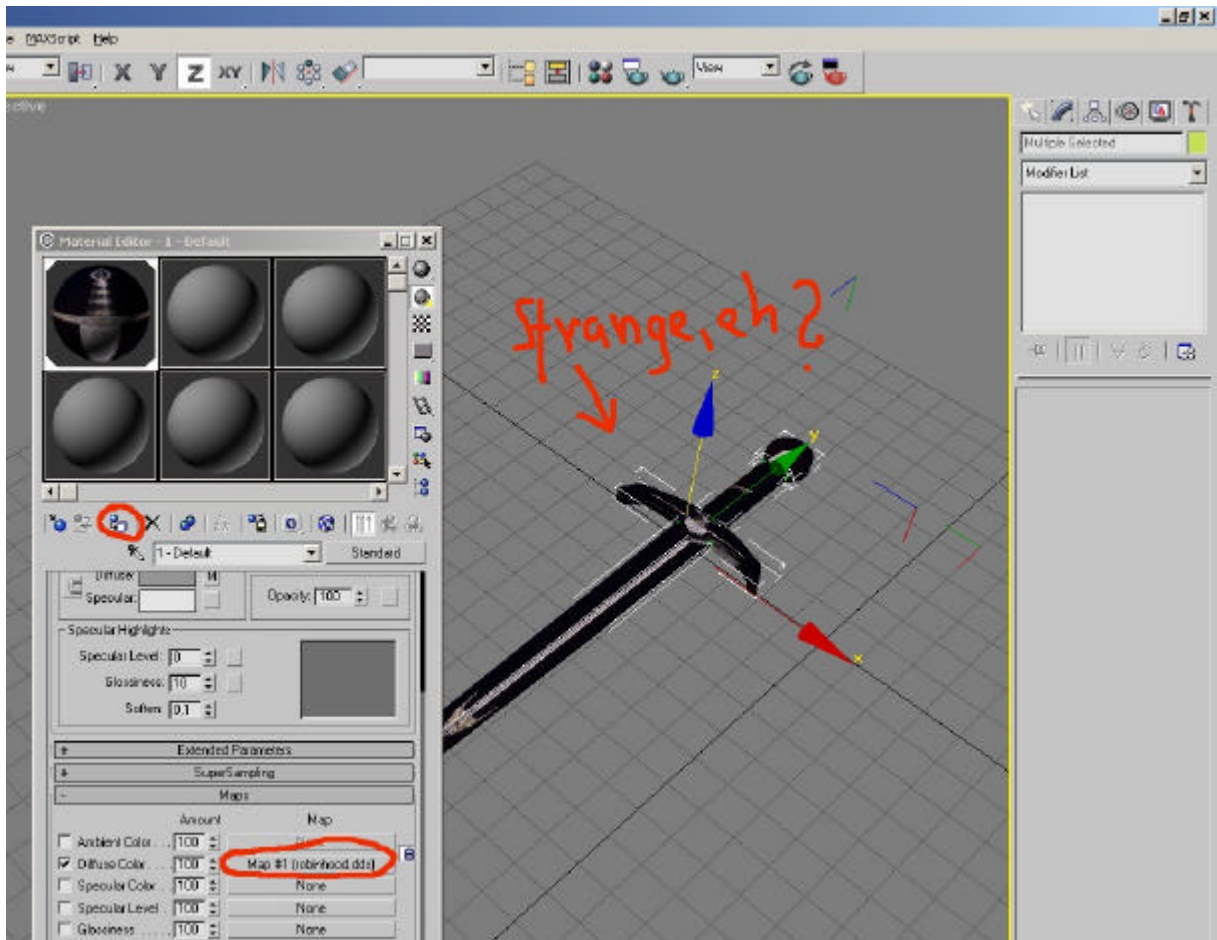 MAXScript Help
X Y Z XY View
ective
Multiple Selected
Modifier List
Material Editor - 1 - Default
Strange, eh?
z
y
x
1 - Default Standard
Diffuse: M
Specular: Opacity: 100
Specular Highlights
Specular Level: 0
Glossiness: 10
Soften: 0,1
+ Extended Parameters
+ SuperSampling
- Maps
Amount Map
Ambient Color . . . 100 None
Diffuse Color . . . . 100 Map #1 (robinhood.dds)
Specular Color . 100 None
Specular Level . 100 None
Glossiness . . . . . . 100 None